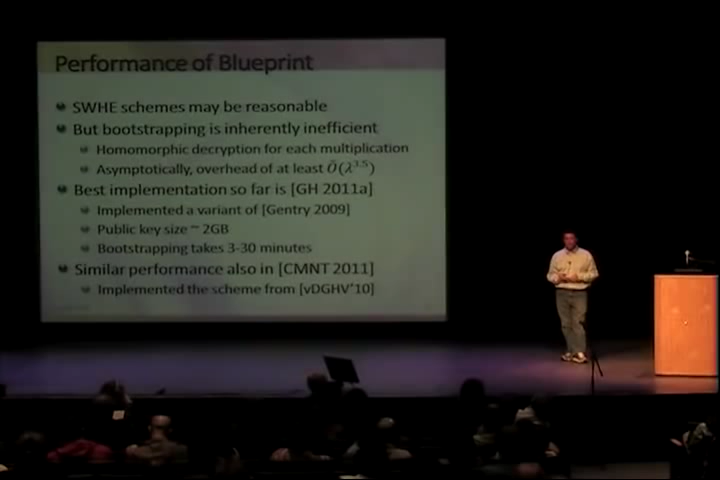 Performance of Blueprint
SWHE schemes may be reasonable
But bootstrapping is inherently inefficient
Homomorphic decryption for each multiplication
Asymptotically, overhead of at least Õ(λ^3.5)
Best implementation so far is [GH 2011a]
Implemented a variant of [Gentry 2009]
Public key size ~ 2GB
Bootstrapping takes 3-30 minutes
Similar performance also in [CMNT 2011]
Implemented the scheme from [vDGHV'10]